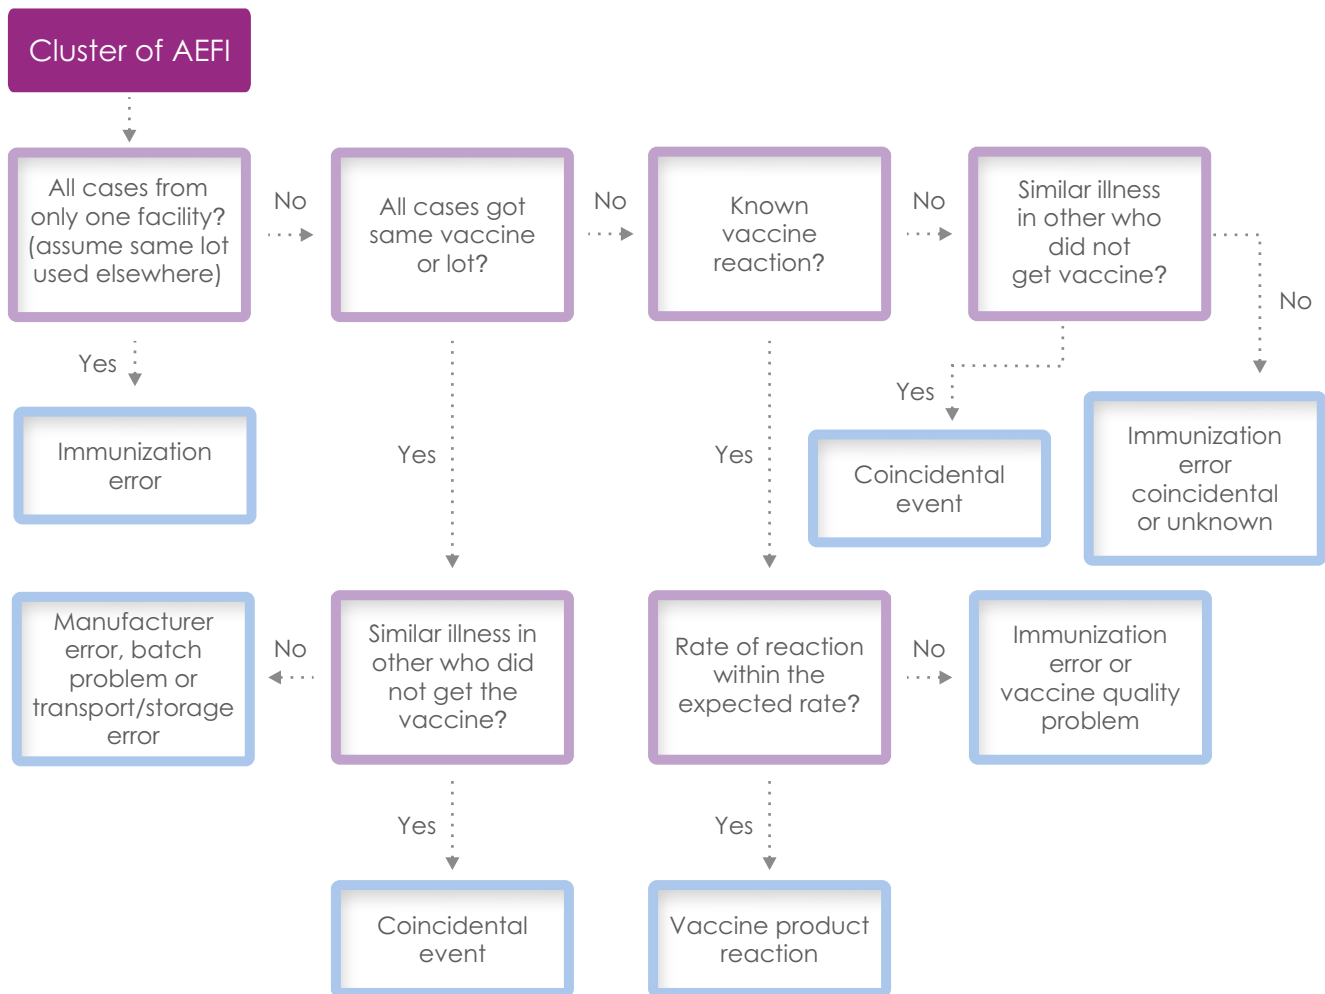 Cluster of AEFI
All cases from
only one facility?
(assume same lot
used elsewhere)
No
All cases got
same vaccine
or lot?
No
Known
vaccine
reaction?
No
Similar illness
in other who
did not
get vaccine?
No
Yes
Immunization
error
Yes
Yes
Yes
Coincidental
event
Immunization
error
coincidental
or unknown
Manufacturer
error, batch
problem or
transport/storage
error
No
Similar illness in
other who did
not get the
vaccine?
Rate of reaction
within the
expected rate?
No
Immunization
error or
vaccine quality
problem
Yes
Yes
Coincidental
event
Vaccine product
reaction